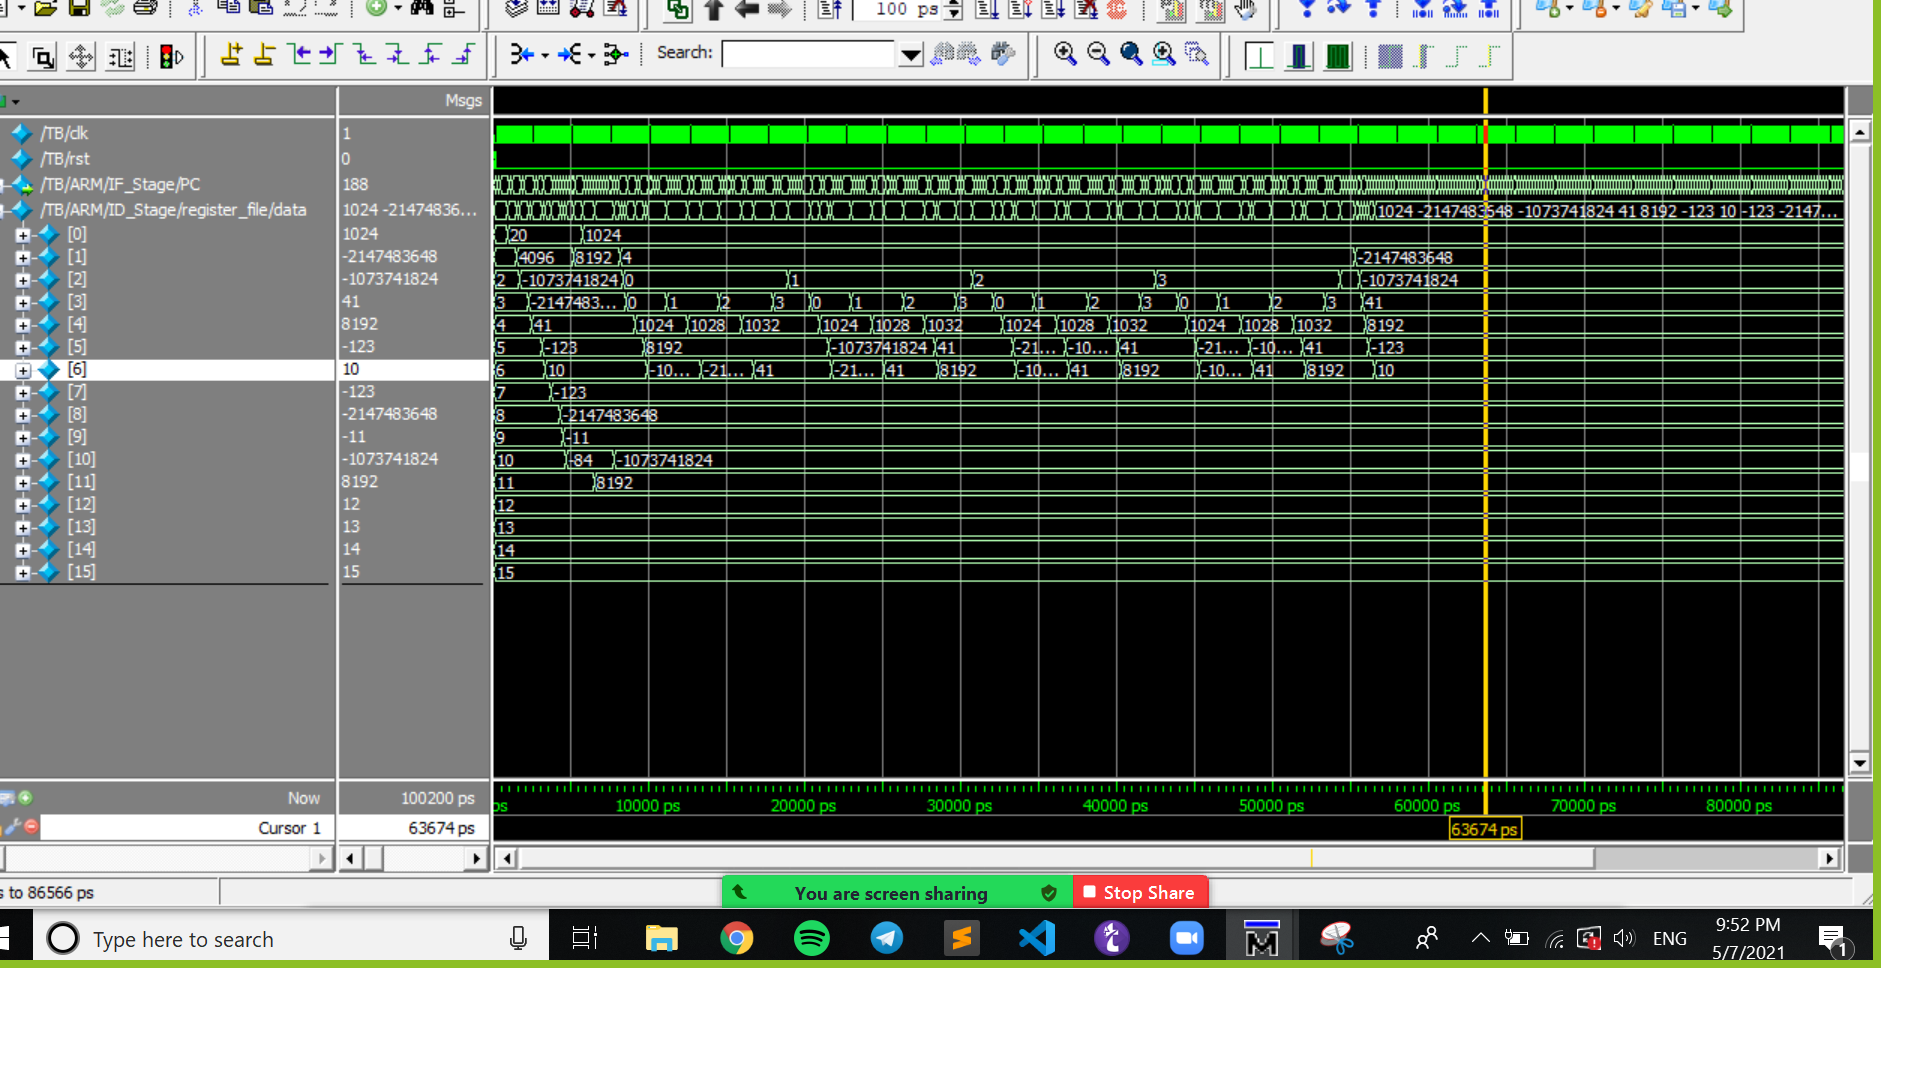 100 ps
Search:
Msgs
/TB/clk 1
/TB/rst 0
/TB/ARM/IF_Stage/PC 188
/TB/ARM/ID_Stage/register_file/data 1024 -21474836... 1024 -2147483648 -1073741824 41 8192 -123 10 -123 -2147...
[0] 1024 20 1024
[1] -2147483648 4096 8192 4 -2147483648
[2] -1073741824 2 -1073741824 0 1 2 3 -1073741824
[3] 41 3 -2147483... 0 1 2 3 0 1 2 3 0 1 2 3 0 1 2 3 41
[4] 8192 4 41 1024 1028 1032 1024 1028 1032 1024 1028 1032 1024 1028 1032 8192
[5] -123 5 -123 8192 -1073741824 41 -21... -10... 41 -21... -10... 41 -123
[6] 10 6 10 -10... -21... 41 -21... 41 8192 -10... 41 8192 -10... 41 8192 10
[7] -123 7 -123
[8] -2147483648 8 -2147483648
[9] -11 9 -11
[10] -1073741824 10 -84 -1073741824
[11] 8192 11 8192
[12] 12 12
[13] 13 13
[14] 14 14
[15] 15 15
Now 100200 ps ps 10000 ps 20000 ps 30000 ps 40000 ps 50000 ps 60000 ps 70000 ps 80000 ps
Cursor 1 63674 ps 63674 ps
s to 86566 ps
You are screen sharing Stop Share
Type here to search
ENG
9:52 PM
5/7/2021
1